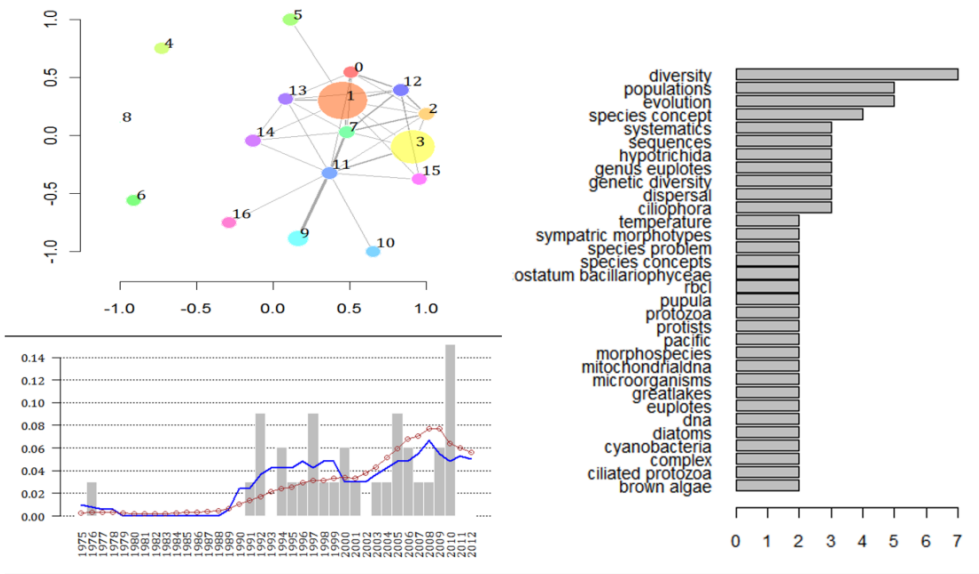 1.0
0.5
0.0
-0.5
-1.0
-1.0 -0.5 0.0 0.5 1.0
5
4
0
13
1
12
8
2
7
14
3
11
15
6
16
9
10
0.14
0.12
0.10
0.08
0.06
0.04
0.02
0.00
1975 1976 1977 1978 1979 1980 1981 1982 1983 1984 1985 1986 1987 1988 1989 1990 1991 1992 1993 1994 1995 1996 1997 1998 1999 2000 2001 2002 2003 2004 2005 2006 2007 2008 2009 2010 2011 2012
diversity
populations
evolution
species concept
systematics
sequences
hypotrichida
genus euplotes
genetic diversity
dispersal
ciliophora
temperature
sympatric morphotypes
species problem
species concepts
ostatum bacillariophyceae
rbcl
pupula
protozoa
protists
pacific
morphospecies
mitochondrialdna
microorganisms
greatlakes
euplotes
dna
diatoms
cyanobacteria
complex
ciliated protozoa
brown algae
0 1 2 3 4 5 6 7